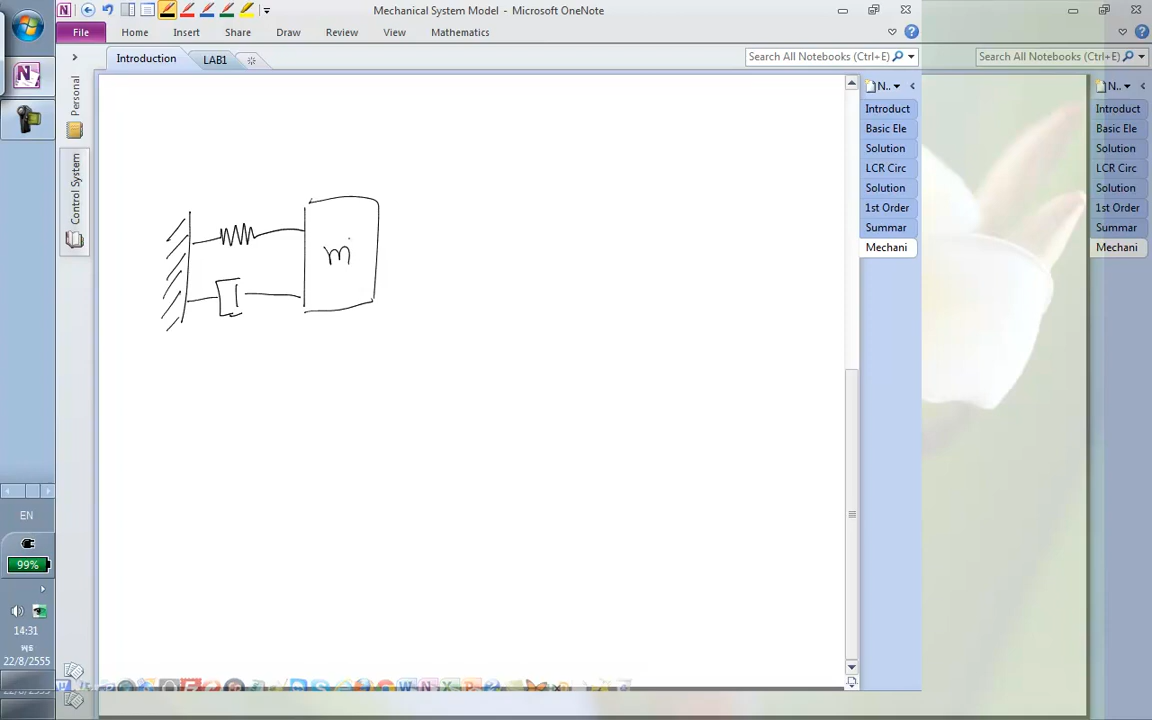 Mechanical System Model - Microsoft OneNote
File Home Insert Share Draw Review View Mathematics
Introduction LAB1
Search All Notebooks (Ctrl+E)
Search All Notebooks (Ctrl+E)
N..
N..
Personal
Control System
Introduct
Basic Ele
Solution
LCR Circ
Solution
1st Order
Summar
Mechani
Introduct
Basic Ele
Solution
LCR Circ
Solution
1st Order
Summar
Mechani
m
EN
99%
14:31
พธ
22/8/2555